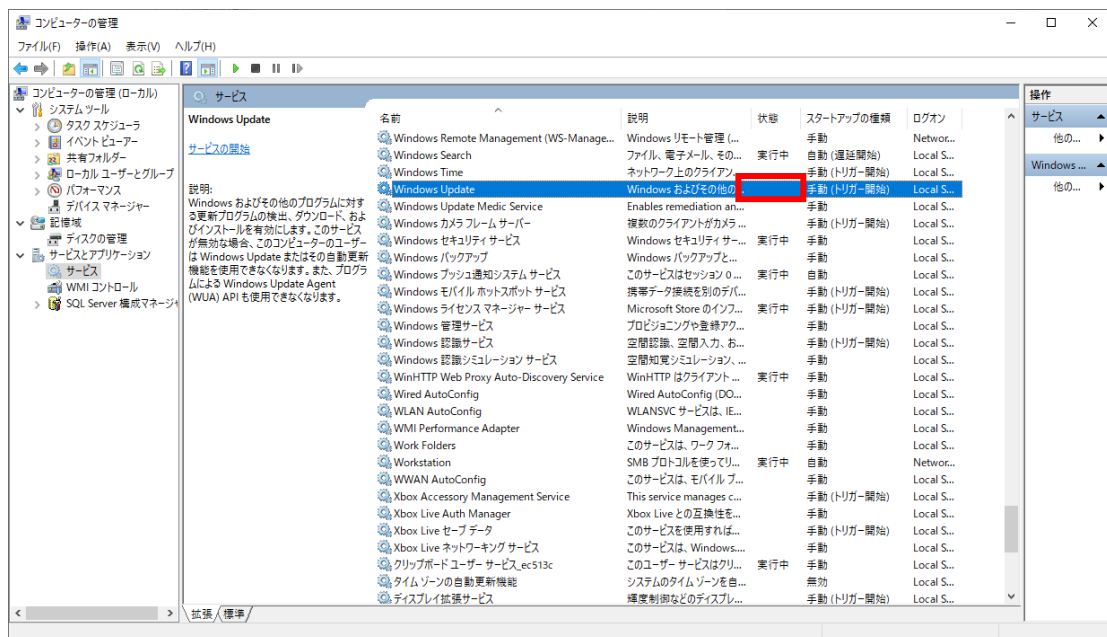 コンピューターの管理
ファイル(F) 操作(A) 表示(V) ヘルプ(H)
コンピューターの管理 (ローカル)
システム ツール
タスク スケジューラ
イベント ビューアー
共有フォルダー
ローカル ユーザーとグループ
パフォーマンス
デバイス マネージャー
記憶域
ディスクの管理
サービスとアプリケーション
サービス
WMI コントロール
SQL Server 構成マネージャ
サービス
Windows Update
サービスの開始
説明:
Windows およびその他のプログラムに対す
る更新プログラムの検出、ダウンロード、およ
びインストールを有効にします。このサービス
が無効な場合、このコンピューターのユーザー
は Windows Update またはその自動更新
機能を使用できなくなります。また、プログラ
ムによる Windows Update Agent
(WUA) API も使用できなくなります。
名前 説明 状態 スタートアップの種類 ログオン
Windows Remote Management (WS-Manage... Windows リモート管理 (... 手動 Networ...
Windows Search ファイル、電子メール、その... 実行中 自動 (遅延開始) Local S...
Windows Time ネットワーク上のクライアン... 手動 (トリガー開始) Local S...
Windows Update Windows およびその他の... 手動 (トリガー開始) Local S...
Windows Update Medic Service Enables remediation an... 手動 Local S...
Windows カメラ フレーム サーバー 複数のクライアントがカメラ... 手動 (トリガー開始) Local S...
Windows セキュリティ サービス Windows セキュリティ サー... 実行中 手動 Local S...
Windows バックアップ Windows バックアップと... 手動 Local S...
Windows プッシュ通知システム サービス このサービスはセッション 0 ... 実行中 自動 Local S...
Windows モバイル ホットスポット サービス 携帯データ接続を別のデバ... 手動 (トリガー開始) Local S...
Windows ライセンス マネージャー サービス Microsoft Store のインフ... 実行中 手動 (トリガー開始) Local S...
Windows 管理サービス プロビジョニングや登録アク... 手動 Local S...
Windows 認識サービス 空間認識、空間入力、お... 手動 (トリガー開始) Local S...
Windows 認識シミュレーション サービス 空間知覚シミュレーション、... 手動 Local S...
WinHTTP Web Proxy Auto-Discovery Service WinHTTP はクライアント ... 実行中 手動 Local S...
Wired AutoConfig Wired AutoConfig (DO... 手動 Local S...
WLAN AutoConfig WLANSVC サービスは、IE... 手動 Local S...
WMI Performance Adapter Windows Management... 手動 Local S...
Work Folders このサービスは、ワーク フォ... 手動 Local S...
Workstation SMB プロトコルを使ってリ... 実行中 自動 Networ...
WWAN AutoConfig このサービスは、モバイル ブ... 手動 Local S...
Xbox Accessory Management Service This service manages c... 手動 (トリガー開始) Local S...
Xbox Live Auth Manager Xbox Live との互換性を... 手動 Local S...
Xbox Live セーブ データ このサービスを使用すれば... 手動 (トリガー開始) Local S...
Xbox Live ネットワーキング サービス このサービスは、Windows.... 手動 Local S...
クリップボード ユーザー サービス_ec513c このユーザー サービスはクリ... 実行中 手動 Local S...
タイム ゾーンの自動更新機能 システムのタイム ゾーンを自... 無効 Local S...
ディスプレイ拡張サービス 輝度制御などのディスプレ... 手動 (トリガー開始) Local S...
拡張 標準
操作
サービス
他の...
Windows ...
他の...